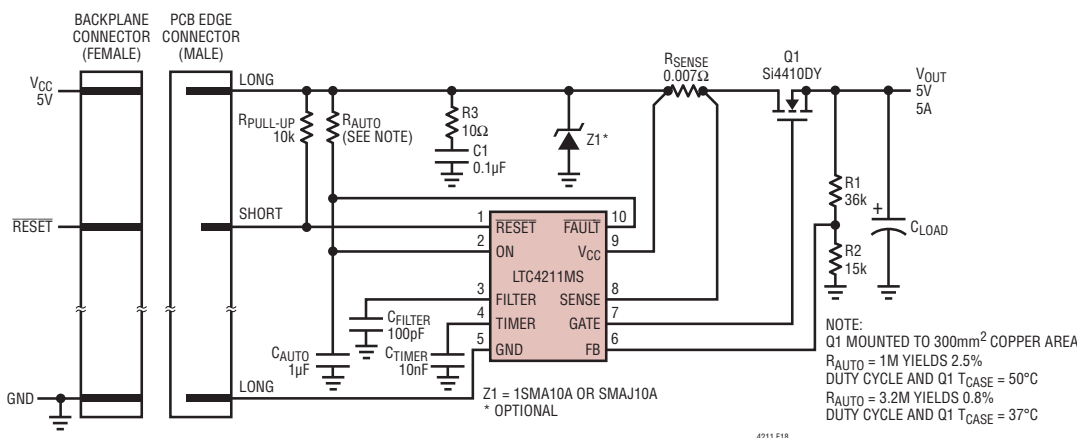 BACKPLANE
CONNECTOR
(FEMALE)
PCB EDGE
CONNECTOR
(MALE)
LONG
VCC
5V
RPULL-UP
10k
RAUTO
(SEE NOTE)
R3
10Ω
C1
0.1µF
Z1*
RSENSE
0.007Ω
Q1
Si4410DY
VOUT
5V
5A
R1
36k
R2
15k
+
CLOAD
RESET
SHORT
1
RESET
FAULT
10
2
ON
VCC
9
LTC4211MS
3
FILTER
SENSE
8
4
TIMER
GATE
7
5
GND
FB
6
CFILTER
100pF
CAUTO
1µF
CTIMER
10nF
LONG
GND
Z1 = 1SMA10A OR SMAJ10A
* OPTIONAL
NOTE:
Q1 MOUNTED TO 300mm² COPPER AREA
RAUTO = 1M YIELDS 2.5%
DUTY CYCLE AND Q1 TCASE = 50°C
RAUTO = 3.2M YIELDS 0.8%
DUTY CYCLE AND Q1 TCASE = 37°C
4211 F18